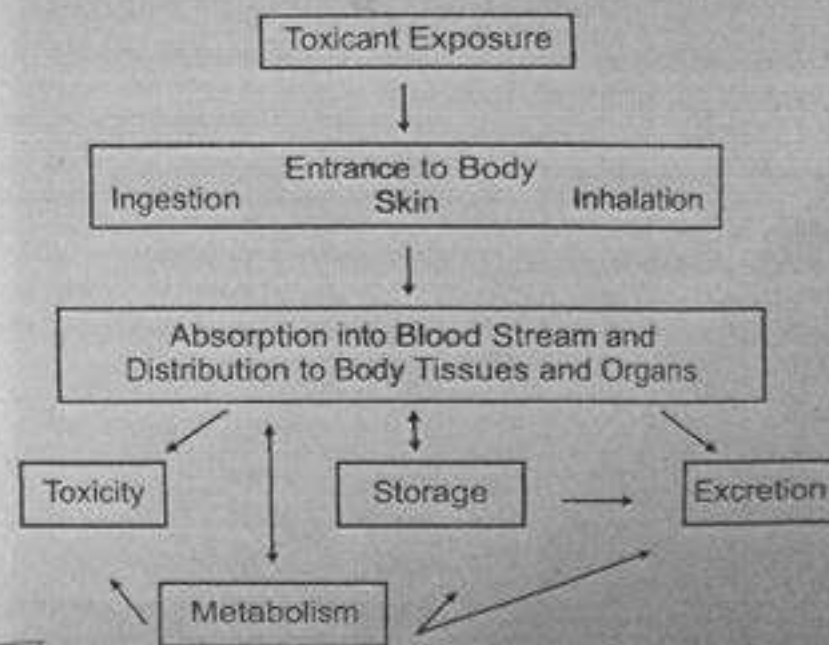 Toxicant Exposure
Entrance to Body
Ingestion Skin Inhalation
Absorption into Blood Stream and
Distribution to Body Tissues and Organs
Toxicity Storage Excretion
Metabolism